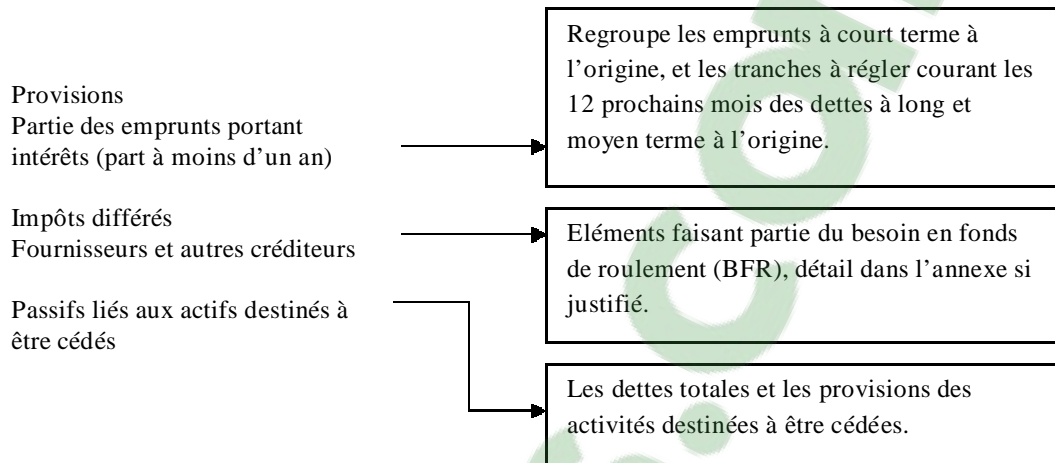 Provisions
Partie des emprunts portant
intérêts (part à moins d’un an)
Impôts différés
Fournisseurs et autres créditeurs
Passifs liés aux actifs destinés à
être cédés
Regroupe les emprunts à court terme à
l’origine, et les tranches à régler courant les
12 prochains mois des dettes à long et
moyen terme à l’origine.
Eléments faisant partie du besoin en fonds
de roulement (BFR), détail dans l’annexe si
justifié.
Les dettes totales et les provisions des
activités destinées à être cédées.